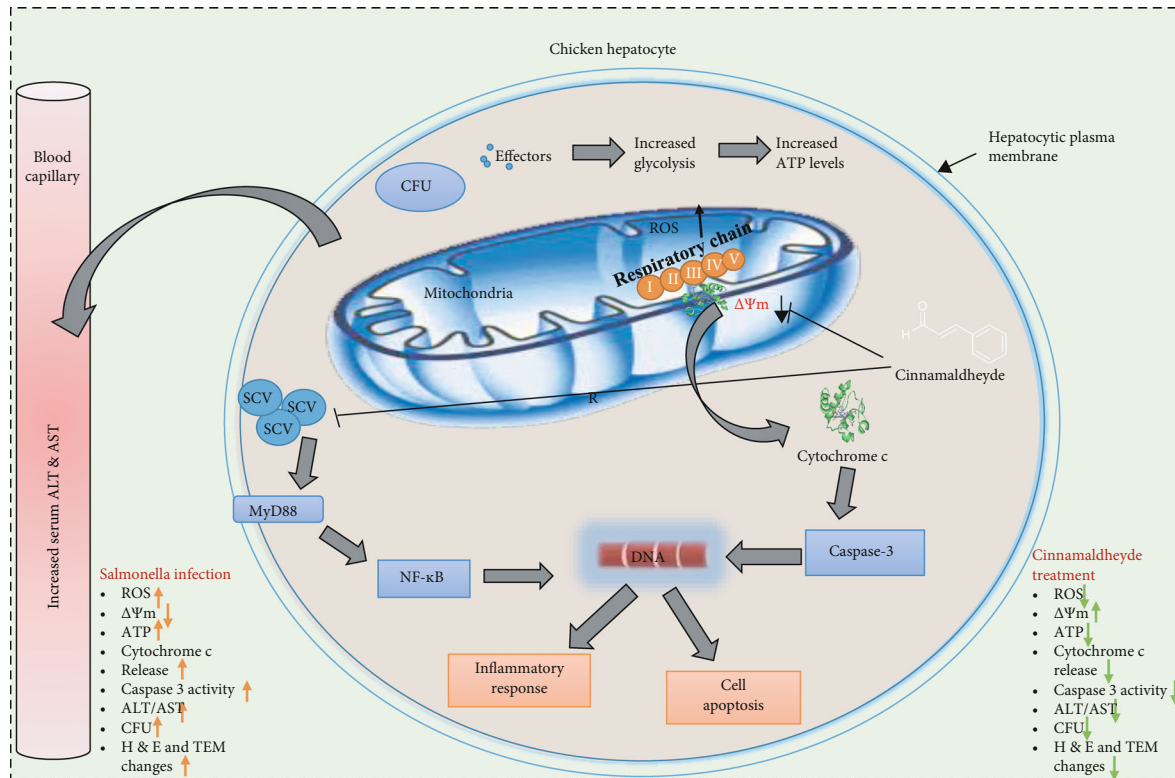 Chicken hepatocyte
Hepatocytic plasma
membrane
Blood
capillary
Increased serum ALT & AST
CFU
Effectors
Increased
glycolysis
Increased
ATP levels
ROS
Respiratory chain
I II III IV V
Mitochondria
ΔΨm
H
O
Cinnamaldheyde
R
SCV
SCV
SCV
Cytochrome c
MyD88
NF-κB
DNA
Caspase-3
Inflammatory
response
Cell
apoptosis
Salmonella infection
• ROS ↑
• ΔΨm ↓
• ATP ↑
• Cytochrome c
• Release ↑
• Caspase 3 activity ↑
• ALT/AST ↑
• CFU ↑
• H & E and TEM
changes ↑
Cinnamaldheyde
treatment
• ROS ↓
• ΔΨm ↑
• ATP ↓
• Cytochrome c
release ↓
• Caspase 3 activity ↓
• ALT/AST ↓
• CFU ↓
• H & E and TEM
changes ↓